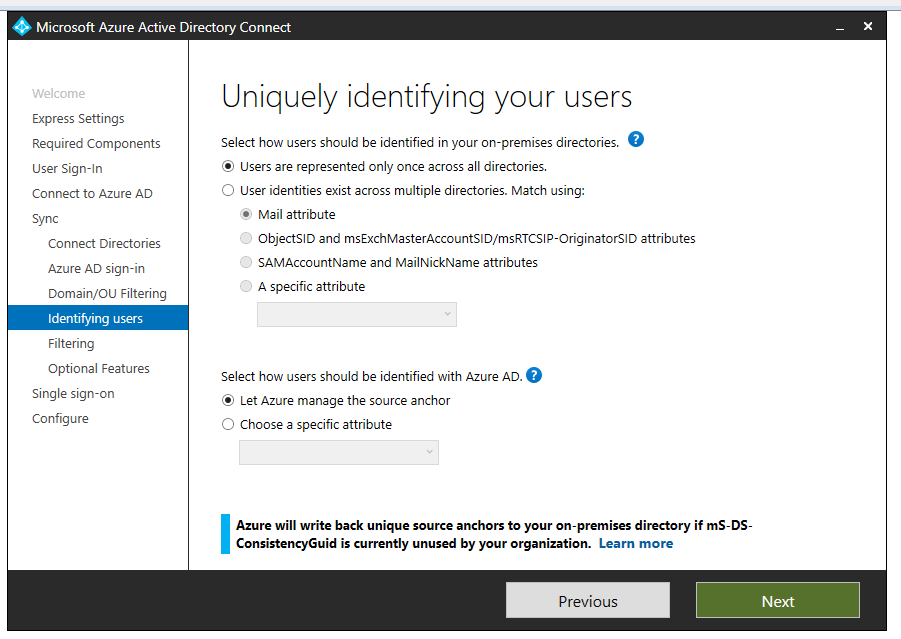 Microsoft Azure Active Directory Connect
Welcome
Express Settings
Required Components
User Sign-In
Connect to Azure AD
Sync
Connect Directories
Azure AD sign-in
Domain/OU Filtering
Identifying users
Filtering
Optional Features
Single sign-on
Configure
Uniquely identifying your users
Select how users should be identified in your on-premises directories. ?
Users are represented only once across all directories.
User identities exist across multiple directories. Match using:
Mail attribute
ObjectSID and msExchMasterAccountSID/msRTCSIP-OriginatorSID attributes
SAMAccountName and MailNickName attributes
A specific attribute
Select how users should be identified with Azure AD. ?
Let Azure manage the source anchor
Choose a specific attribute
Azure will write back unique source anchors to your on-premises directory if mS-DS-
ConsistencyGuid is currently unused by your organization. Learn more
Previous
Next